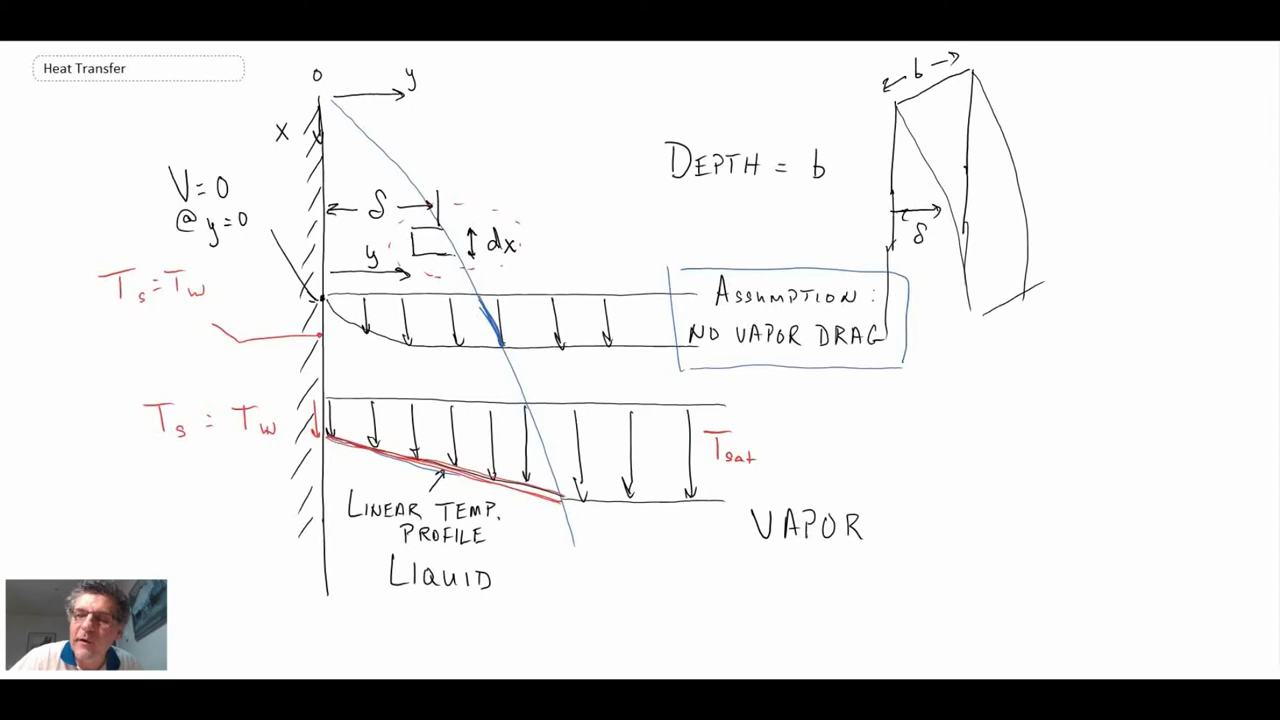 Heat Transfer
0
y
X
b
V=0
@ y=0
δ
DEPTH = b
dx
y
δ
Ts=Tw
ASSUMPTION:
NO VAPOR DRAG
Ts = Tw
Tsat
LINEAR TEMP.
PROFILE
VAPOR
LIQUID